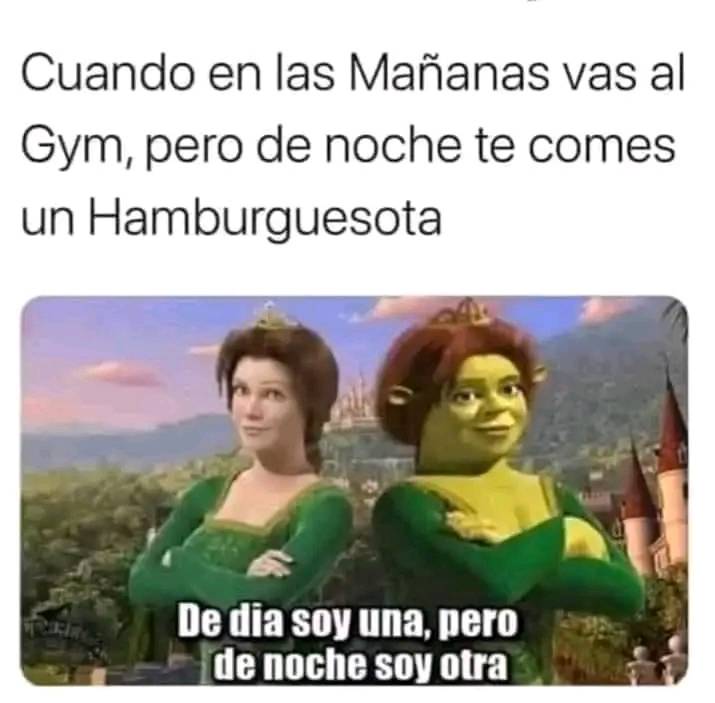 Cuando en las Mañanas vas al
Gym, pero de noche te comes
un Hamburguesota
De dia soy una, pero
de noche soy otra